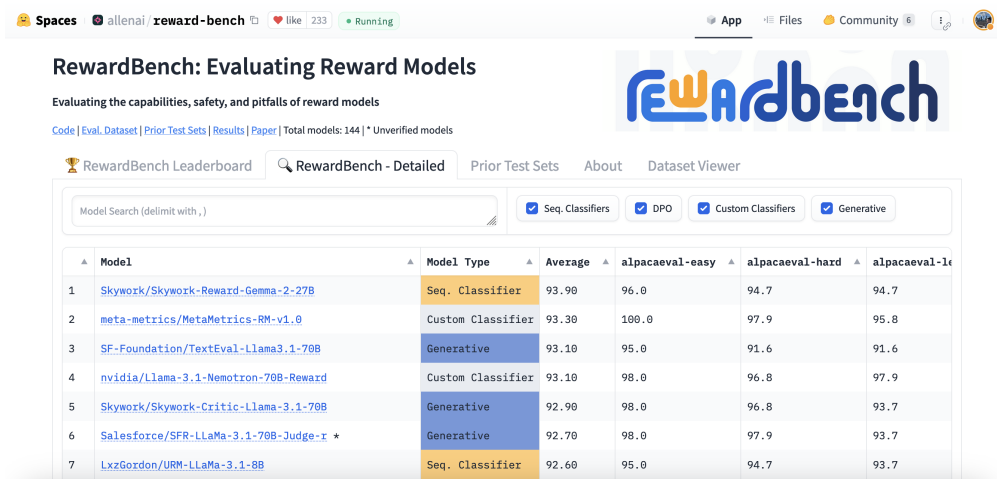 Spaces allenai/reward-bench like 233 Running App Files Community 6
RewardBench: Evaluating Reward Models
rewardbench
Evaluating the capabilities, safety, and pitfalls of reward models
Code | Eval. Dataset | Prior Test Sets | Results | Paper | Total models: 144 | * Unverified models
RewardBench Leaderboard RewardBench - Detailed Prior Test Sets About Dataset Viewer
Model Search (delimit with , ) Seq. Classifiers DPO Custom Classifiers Generative
Model Model Type Average alpacaeval-easy alpacaeval-hard alpacaeval-le
1 Skywork/Skywork-Reward-Gemma-2-27B Seq. Classifier 93.90 96.0 94.7 94.7
2 meta-metrics/MetaMetrics-RM-v1.0 Custom Classifier 93.30 100.0 97.9 95.8
3 SF-Foundation/TextEval-Llama3.1-70B Generative 93.10 95.0 91.6 91.6
4 nvidia/Llama-3.1-Nemotron-70B-Reward Custom Classifier 93.10 98.0 96.8 97.9
5 Skywork/Skywork-Critic-Llama-3.1-70B Generative 92.90 98.0 96.8 93.7
6 Salesforce/SFR-LLaMa-3.1-70B-Judge-r * Generative 92.70 98.0 97.9 93.7
7 LxzGordon/URM-LLaMa-3.1-8B Seq. Classifier 92.60 95.0 94.7 93.7